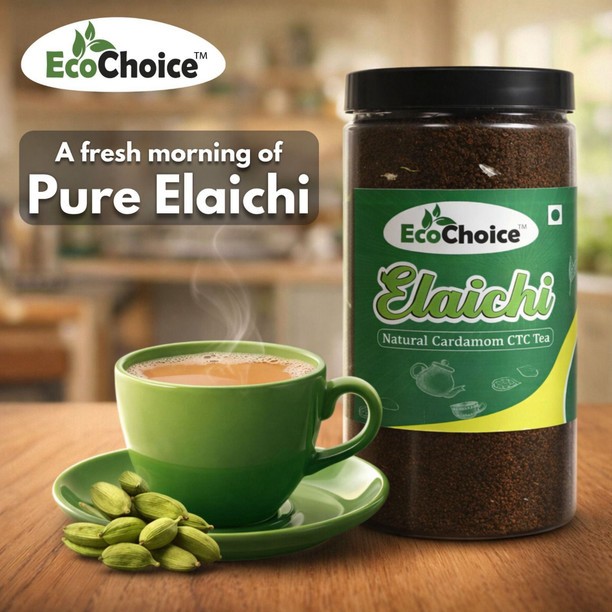 EcoChoice™
A fresh morning of
Pure Elaichi
EcoChoice™
Elaichi
Natural Cardamom CTC Tea